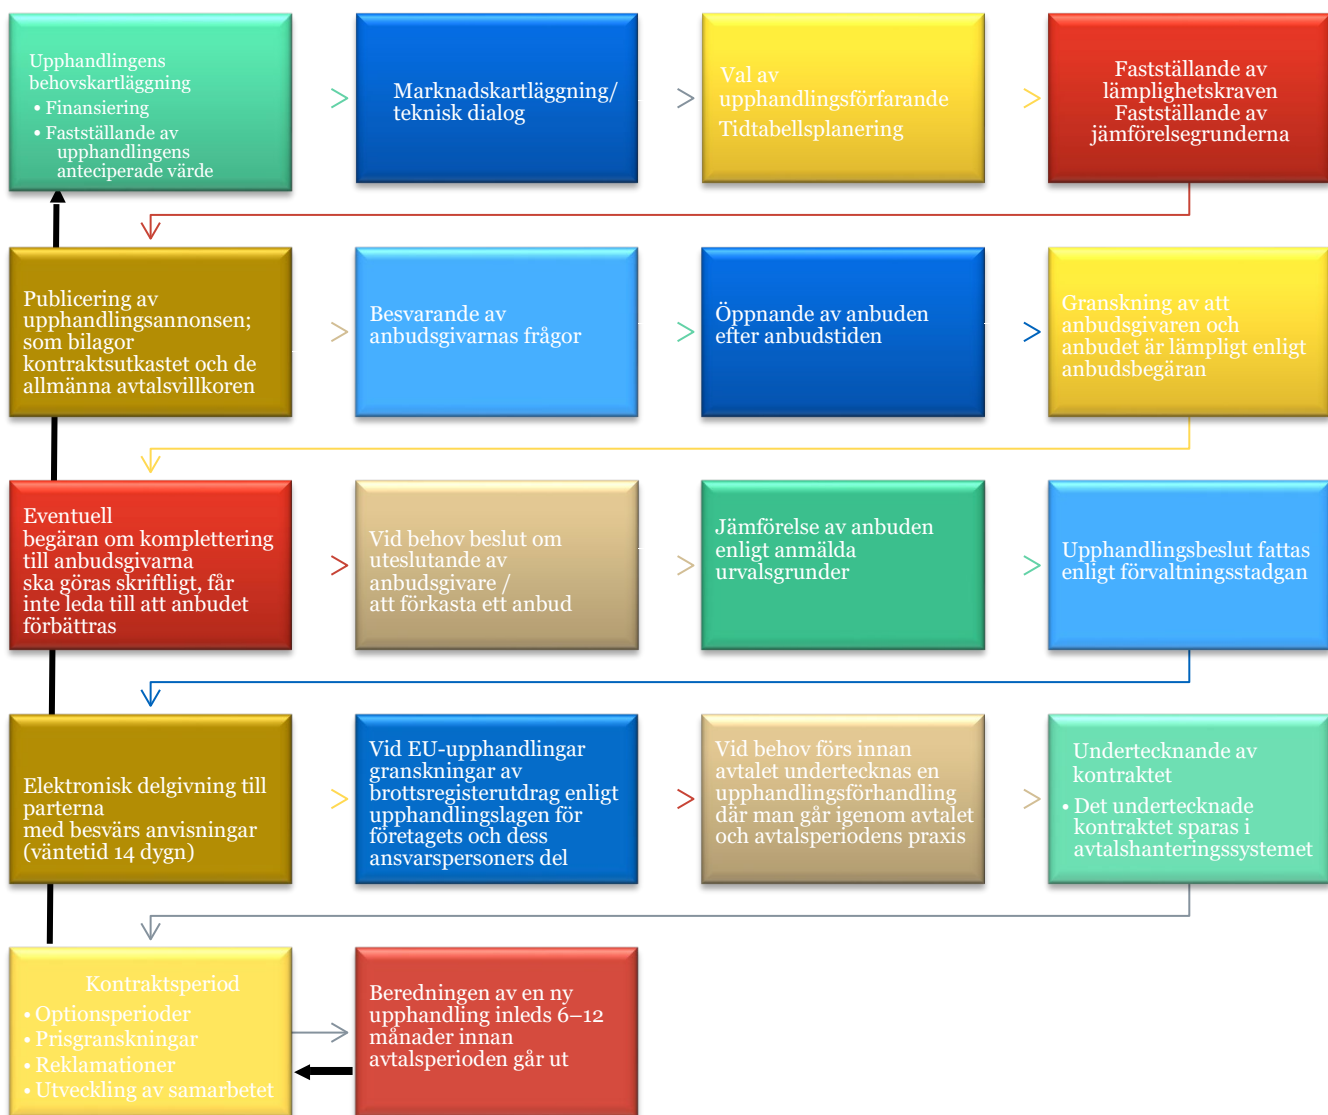 Upphandlingens
behovskartläggning
• Finansiering
• Fastställande av
upphandlingens
anteciperade värde
Marknadskartläggning/
teknisk dialog
Val av
upphandlingsförfarande
Tidtabellsplanering
Fastställande av
lämplighetskraven
Fastställande av
jämförelsegrunderna
Publicering av
upphandlingsannonsen;
som bilagor
kontraktsutkastet och de
allmänna avtalsvillkoren
Besvarande av
anbudsgivarnas frågor
Öppnande av anbuden
efter anbudstiden
Granskning av att
anbudsgivaren och
anbudet är lämpligt enligt
anbudsbegäran
Eventuell
begäran om komplettering
till anbudsgivarna
ska göras skriftligt, får
inte leda till att anbudet
förbättras
Vid behov beslut om
uteslutande av
anbudsgivare /
att förkasta ett anbud
Jämförelse av anbuden
enligt anmälda
urvalsgrunder
Upphandlingsbeslut fattas
enligt förvaltningsstadgan
Elektronisk delgivning till
parterna
med besvärs anvisningar
(väntetid 14 dygn)
Vid EU-upphandlingar
granskningar av
brottsregisterutdrag enligt
upphandlingslagen för
företagets och dess
ansvarspersoners del
Vid behov förs innan
avtalet undertecknas en
upphandlingsförhandling
där man går igenom avtalet
och avtalsperiodens praxis
Undertecknande av
kontraktet
• Det undertecknade
kontraktet sparas i
avtalshanteringssystemet
Kontraktsperiod
• Optionsperioder
• Prisgranskningar
• Reklamationer
• Utveckling av samarbetet
Beredningen av en ny
upphandling inleds 6–12
månader innan
avtalsperioden går ut